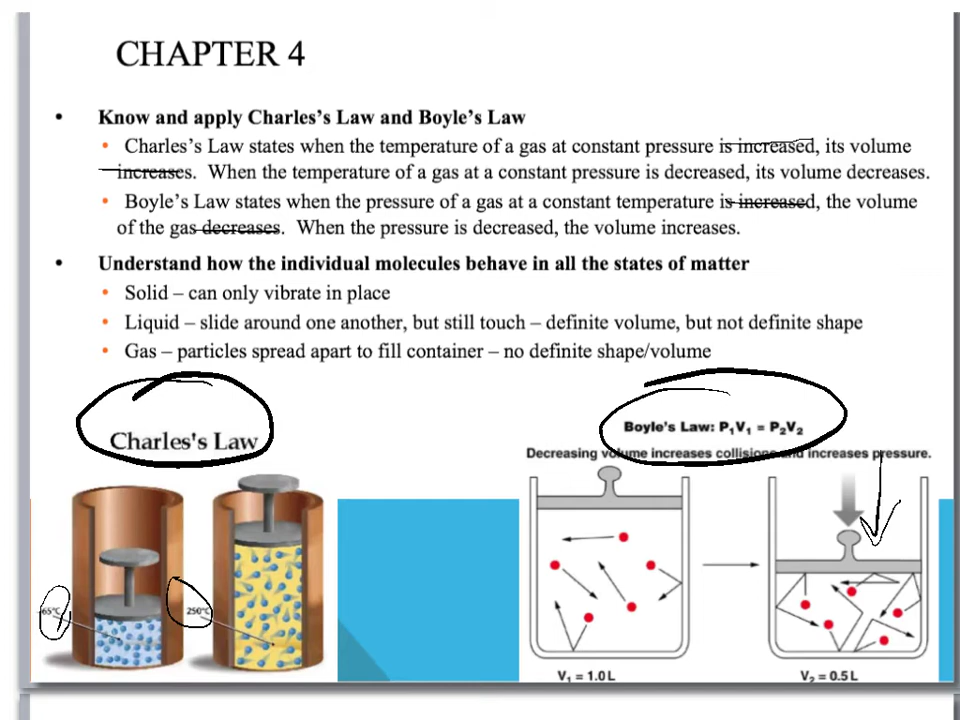 CHAPTER 4
• Know and apply Charles's Law and Boyle's Law
• Charles's Law states when the temperature of a gas at constant pressure is increased, its volume
increases. When the temperature of a gas at a constant pressure is decreased, its volume decreases.
• Boyle's Law states when the pressure of a gas at a constant temperature is increased, the volume
of the gas decreases. When the pressure is decreased, the volume increases.
• Understand how the individual molecules behave in all the states of matter
• Solid – can only vibrate in place
• Liquid – slide around one another, but still touch – definite volume, but not definite shape
• Gas – particles spread apart to fill container – no definite shape/volume
Charles's Law
65°C
250°C
Boyle's Law: P₁V₁ = P₂V₂
Decreasing volume increases collisions and increases pressure.
V₁ = 1.0 L
V₂ = 0.5 L